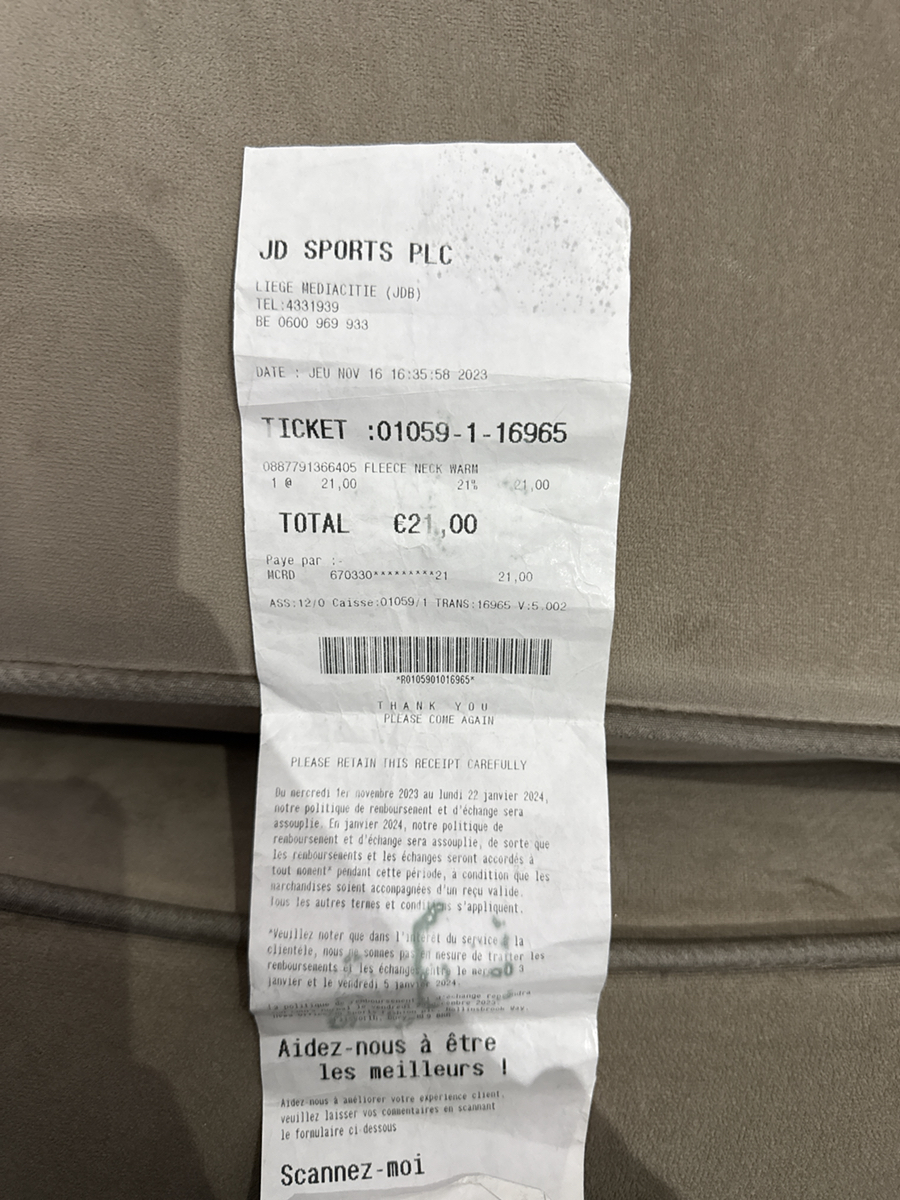 JD SPORTS PLC
LIEGE MEDIACITIE (JDB)
TEL:4331939
BE 0600 969 933
DATE : JEU NOV 16 16:35:58 2023
TICKET :01059-1-16965
0887791366405 FLEECE NECK WARM
1 @ 21,00 21% 21,00
TOTAL €21,00
Paye par :-
MCRD 670330*********21 21,00
ASS:12/0 Caisse:01059/1 TRANS:16965 V:5.002
*R0105901016965*
THANK YOU
PLEASE COME AGAIN
PLEASE RETAIN THIS RECEIPT CAREFULLY
Du mercredi 1er novembre 2023 au lundi 22 janvier 2024,
notre politique de remboursement et d'échange sera
assouplie. En janvier 2024, notre politique de
remboursement et d'échange sera assouplie, de sorte que
les remboursements et les échanges seront accordés à
tout moment* pendant cette période, à condition que les
marchandises soient accompagnées d'un reçu valide.
Tous les autres termes et conditions s'appliquent.
*Veuillez noter que dans l'intérêt du service à la
clientèle, nous ne sommes pas en mesure de traiter les
remboursements et les échanges le 3
janvier et le vendredi 5 janvier 2024.
La politique échange
Aidez-nous à être
les meilleurs !
Aidez-nous à améliorer votre expérience client,
veuillez laisser vos commentaires en scannant
le formulaire ci-dessous
Scannez-moi